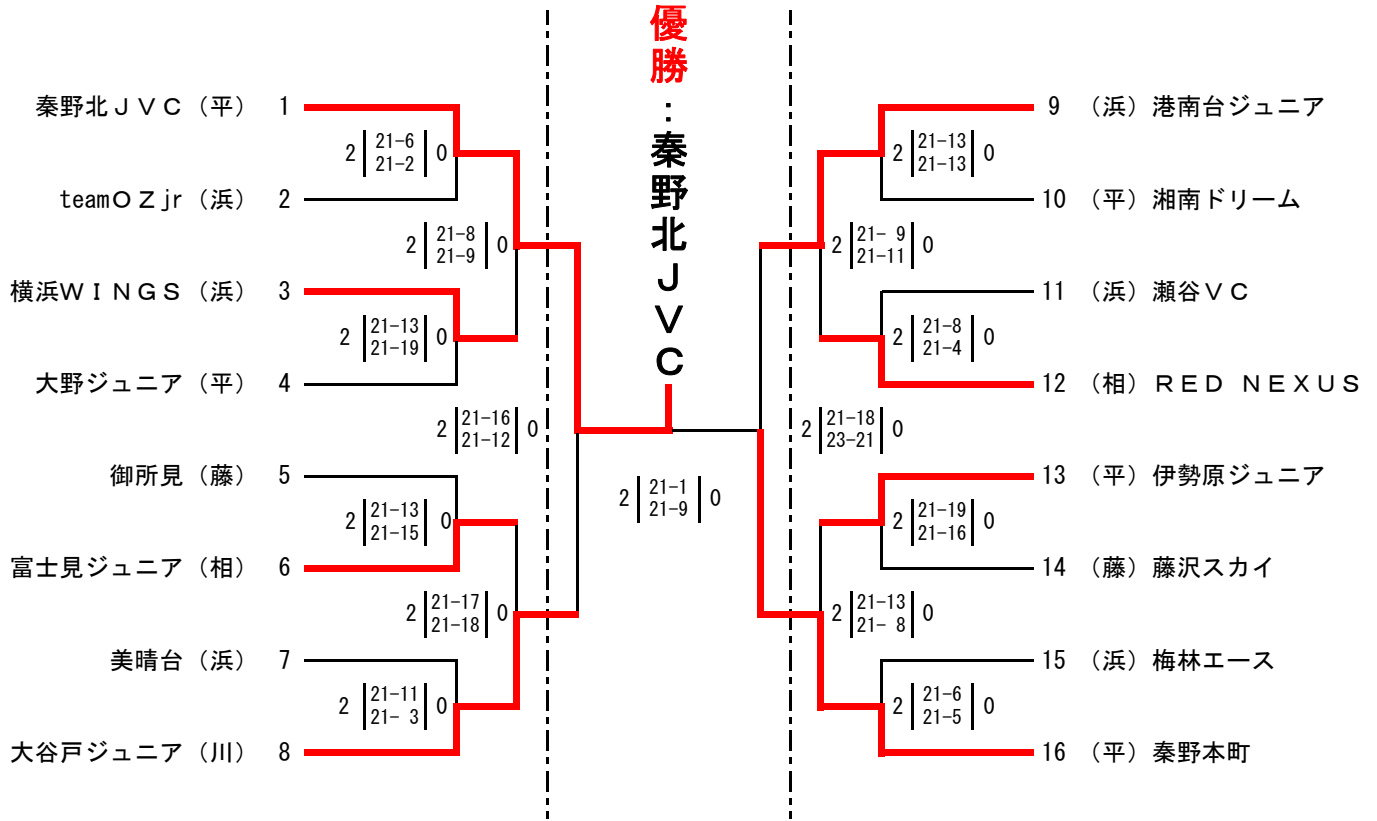 優勝：秦野北ＪＶＣ
秦野北ＪＶＣ（平） 1
2 21-6 0
21-2
teamＯＺjr（浜） 2
2 21-8 0
21-9
横浜ＷＩＮＧＳ（浜） 3
2 21-13 0
21-19
大野ジュニア（平） 4
2 21-16 0
21-12
御所見（藤） 5
2 21-13 0
21-15
富士見ジュニア（相） 6
2 21-17 0
21-18
美晴台（浜） 7
2 21-11 0
21- 3
大谷戸ジュニア（川） 8
2 21-1 0
21-9
9 （浜）港南台ジュニア
2 21-13 0
21-13
10 （平）湘南ドリーム
2 21- 9 0
21-11
11 （浜）瀬谷ＶＣ
2 21-8 0
21-4
12 （相）ＲＥＤ ＮＥＸＵＳ
2 21-18 0
23-21
13 （平）伊勢原ジュニア
2 21-19 0
21-16
14 （藤）藤沢スカイ
2 21-13 0
21- 8
15 （浜）梅林エース
2 21-6 0
21-5
16 （平）秦野本町